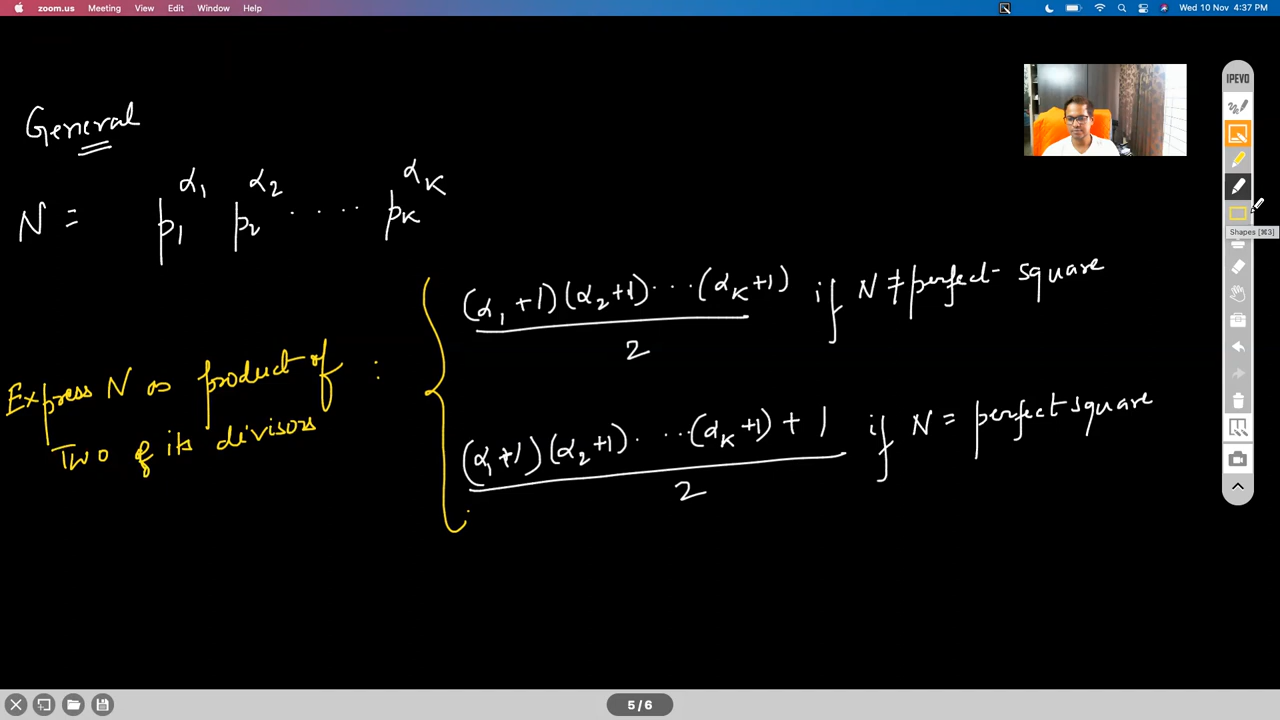 zoom.us Meeting View Edit Window Help Wed 10 Nov 4:37 PM
IPEVO
General
N = p₁^α₁ p₂^α₂ .... pₖ^αₖ
Shapes [⌘3]
(α₁+1)(α₂+1)...(αₖ+1) / 2 if N ≠ perfect square
Express N as product of :
Two of its divisors
(α₁+1)(α₂+1)....(αₖ+1) + 1 / 2 if N = perfect square
5 / 6